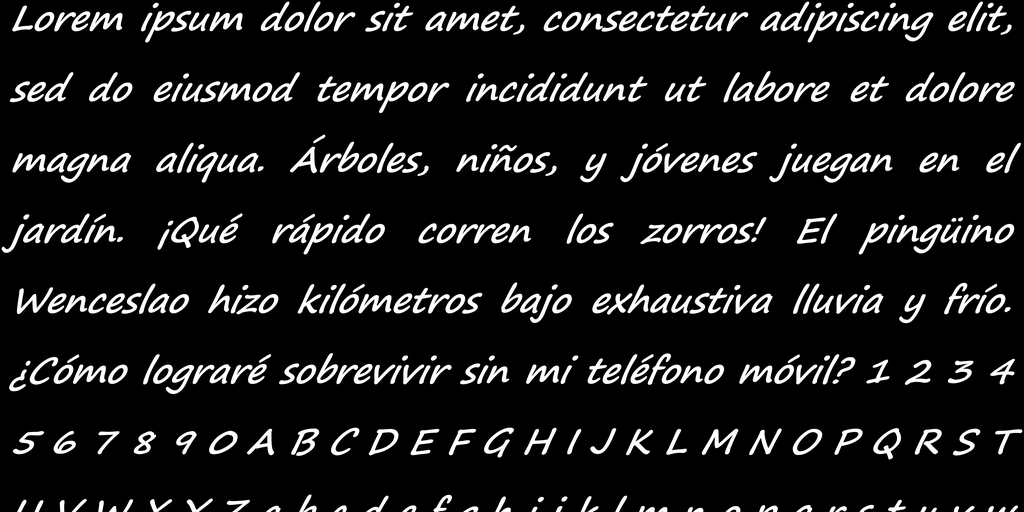 Lorem ipsum dolor sit amet, consectetur adipiscing elit,
sed do eiusmod tempor incididunt ut labore et dolore
magna aliqua. Árboles, niños, y jóvenes juegan en el
jardín. ¡Qué rápido corren los zorros! El pingüino
Wenceslao hizo kilómetros bajo exhaustiva lluvia y frío.
¿Cómo lograré sobrevivir sin mi teléfono móvil? 1 2 3 4
5 6 7 8 9 0 A B C D E F G H I J K L M N O P Q R S T
U V W X Y Z a b c d e f g h i j k l m n o p q r s t u v w